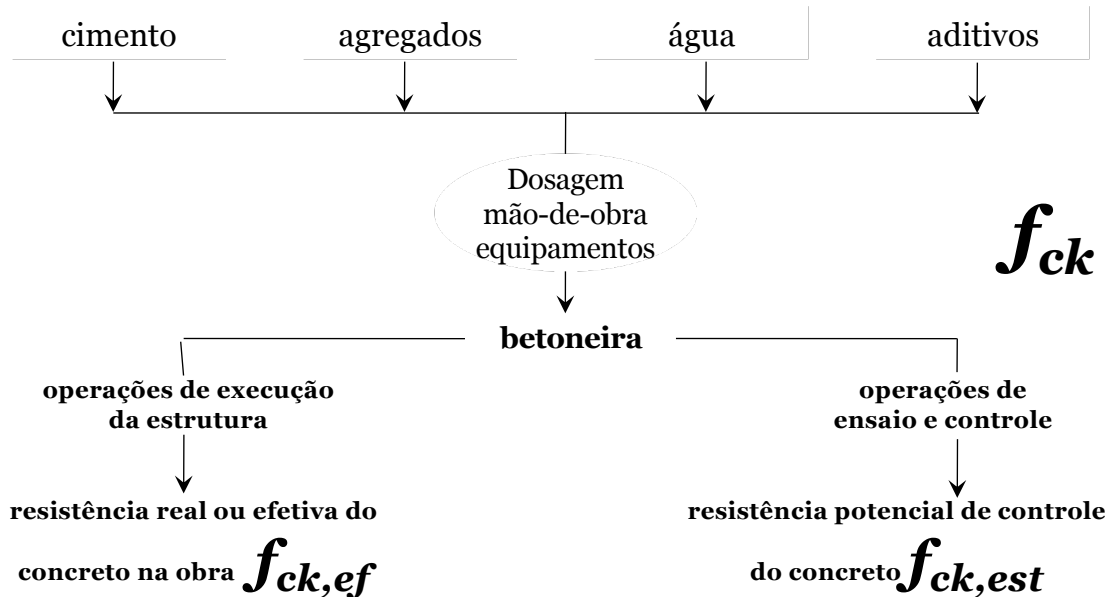 cimento
agregados
água
aditivos
Dosagem
mão-de-obra
equipamentos
fck
betoneira
operações de execução
da estrutura
operações de
ensaio e controle
resistência real ou efetiva do
concreto na obra fck,ef
resistência potencial de controle
do concreto fck,est